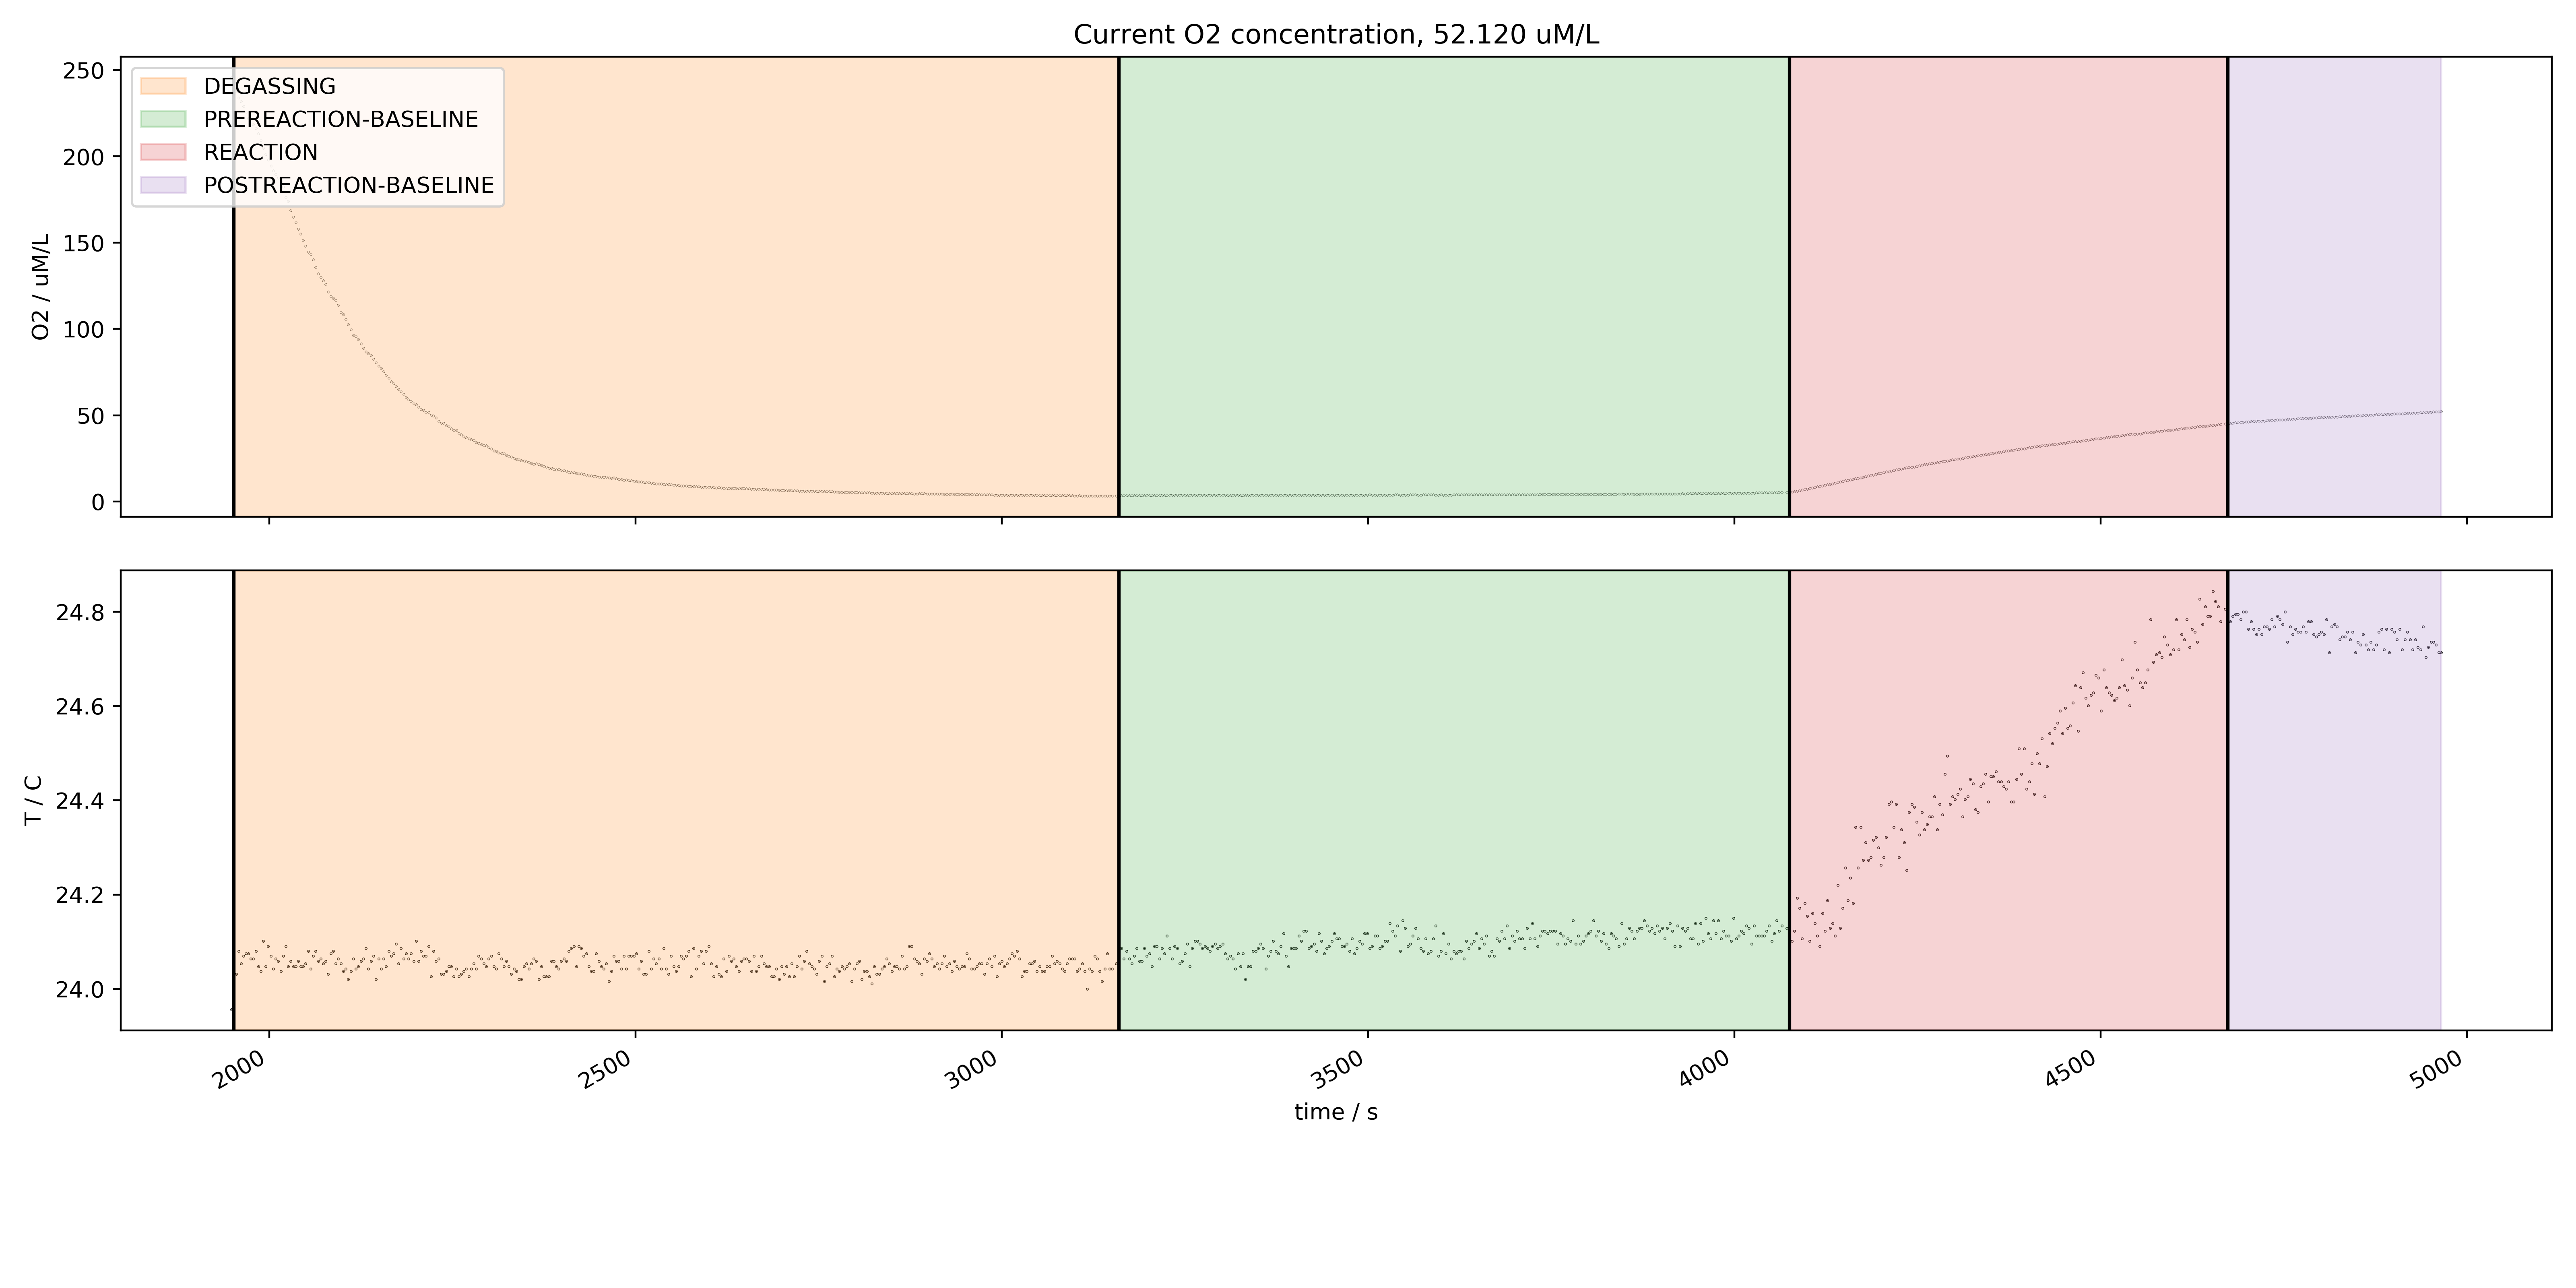 Current O2 concentration, 52.120 uM/L
DEGASSING
PREREACTION-BASELINE
REACTION
POSTREACTION-BASELINE
O2 / uM/L
250
200
150
100
50
0
T / C
24.8
24.6
24.4
24.2
24.0
2000
2500
3000
3500
4000
4500
5000
time / s